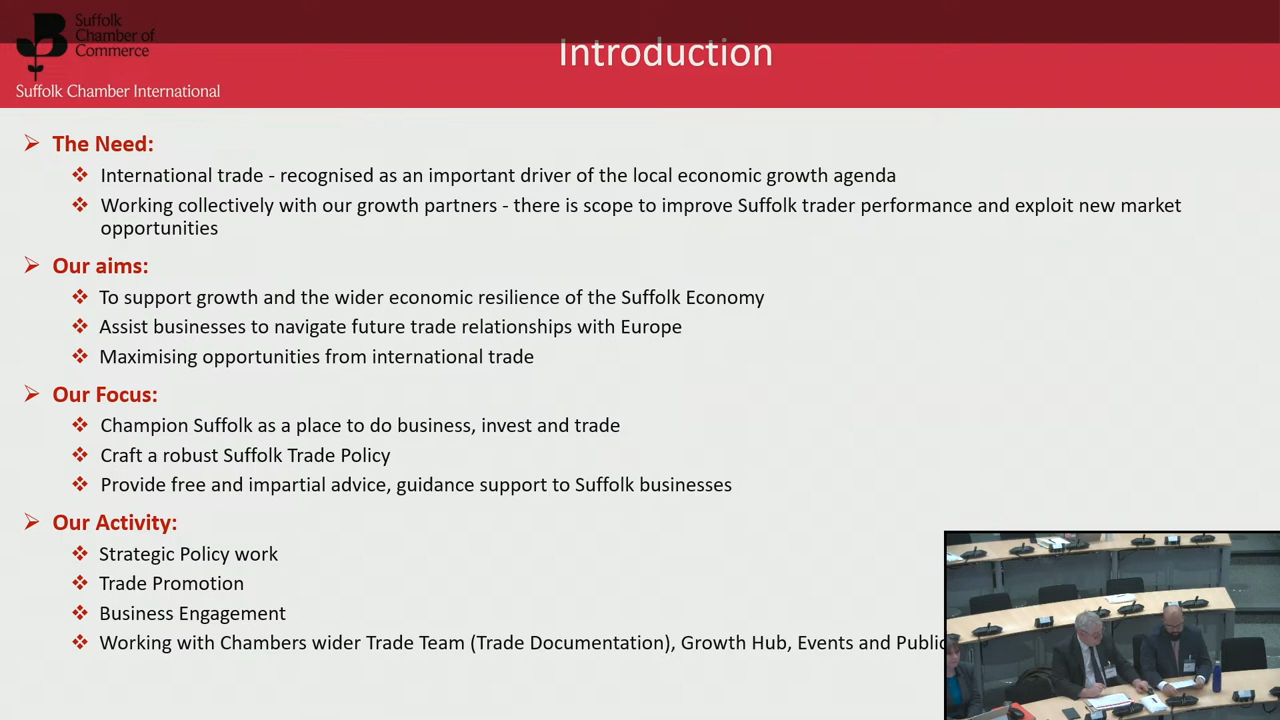 Suffolk
Chamber of
Commerce
Introduction
Suffolk Chamber International
The Need:
International trade - recognised as an important driver of the local economic growth agenda
Working collectively with our growth partners - there is scope to improve Suffolk trader performance and exploit new market
opportunities
Our aims:
To support growth and the wider economic resilience of the Suffolk Economy
Assist businesses to navigate future trade relationships with Europe
Maximising opportunities from international trade
Our Focus:
Champion Suffolk as a place to do business, invest and trade
Craft a robust Suffolk Trade Policy
Provide free and impartial advice, guidance support to Suffolk businesses
Our Activity:
Strategic Policy work
Trade Promotion
Business Engagement
Working with Chambers wider Trade Team (Trade Documentation), Growth Hub, Events and Public